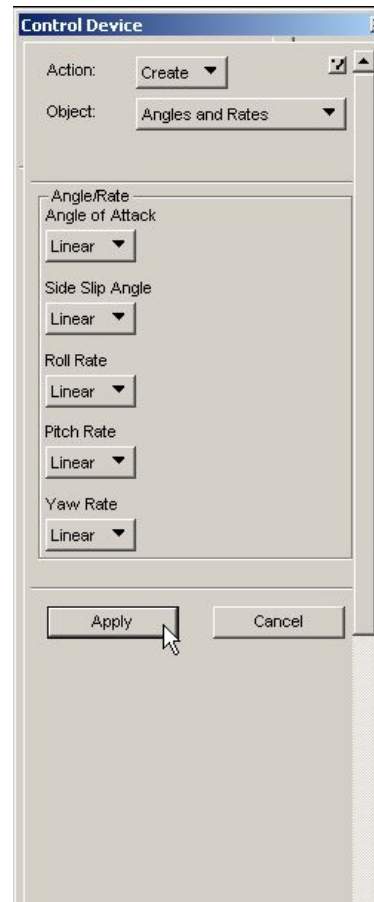 Control Device
Action: Create
Object: Angles and Rates
Angle/Rate
Angle of Attack
Linear
Side Slip Angle
Linear
Roll Rate
Linear
Pitch Rate
Linear
Yaw Rate
Linear
Apply Cancel